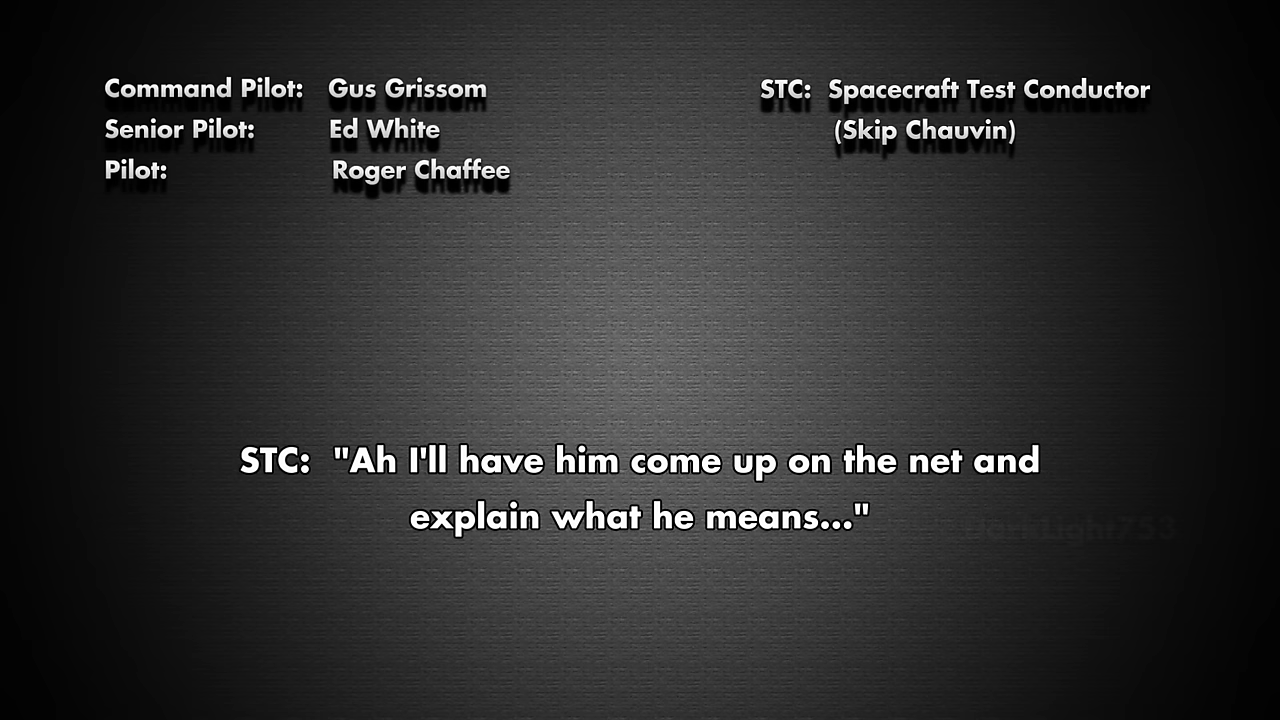 Command Pilot: Gus Grissom
Senior Pilot: Ed White
Pilot: Roger Chaffee
STC: Spacecraft Test Conductor
(Skip Chauvin)
STC: "Ah I'll have him come up on the net and
explain what he means..."
DarkLight753